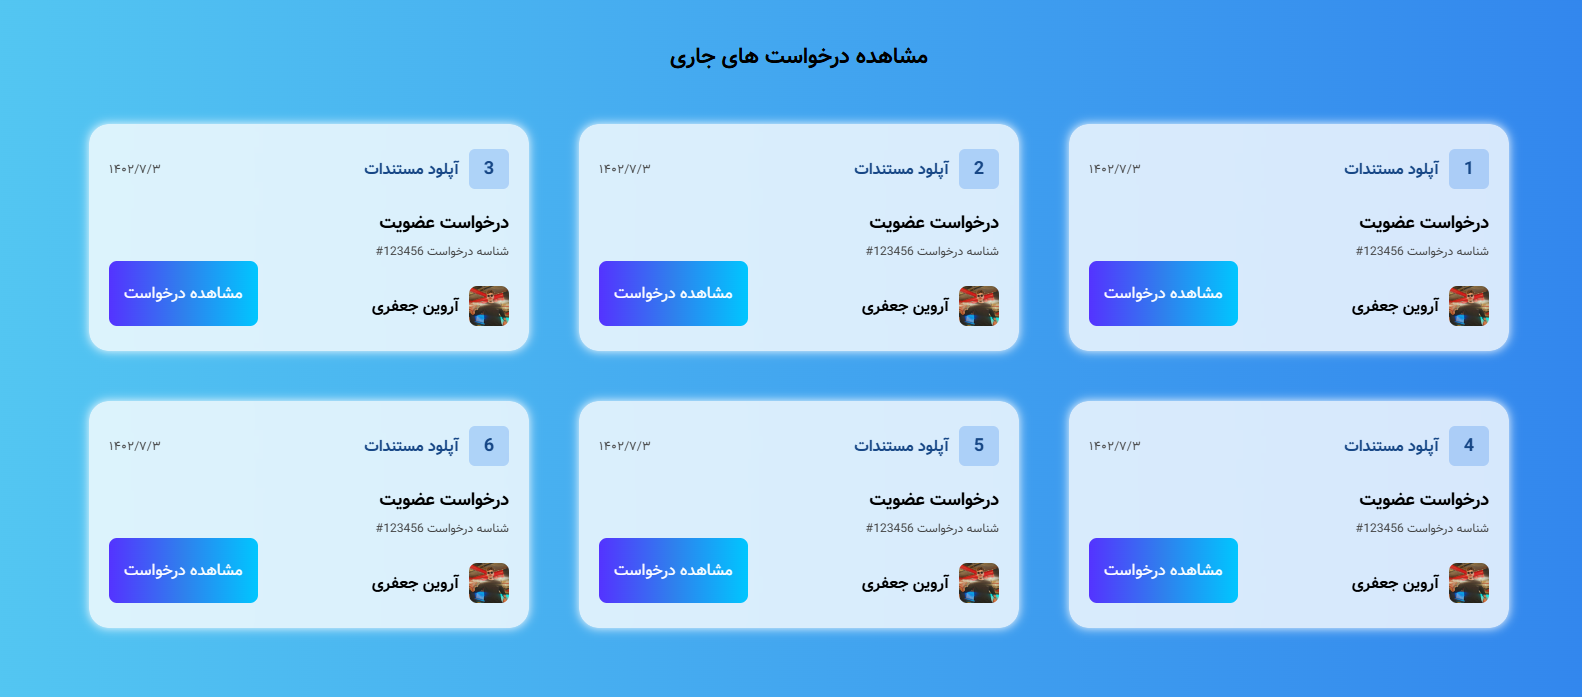 مشاهده درخواست های جاری
1 آپلود مستندات ۱۴۰۲/۷/۳
درخواست عضویت
شناسه درخواست 123456#
آروین جعفری
مشاهده درخواست
2 آپلود مستندات ۱۴۰۲/۷/۳
درخواست عضویت
شناسه درخواست 123456#
آروین جعفری
مشاهده درخواست
3 آپلود مستندات ۱۴۰۲/۷/۳
درخواست عضویت
شناسه درخواست 123456#
آروین جعفری
مشاهده درخواست
4 آپلود مستندات ۱۴۰۲/۷/۳
درخواست عضویت
شناسه درخواست 123456#
آروین جعفری
مشاهده درخواست
5 آپلود مستندات ۱۴۰۲/۷/۳
درخواست عضویت
شناسه درخواست 123456#
آروین جعفری
مشاهده درخواست
6 آپلود مستندات ۱۴۰۲/۷/۳
درخواست عضویت
شناسه درخواست 123456#
آروین جعفری
مشاهده درخواست